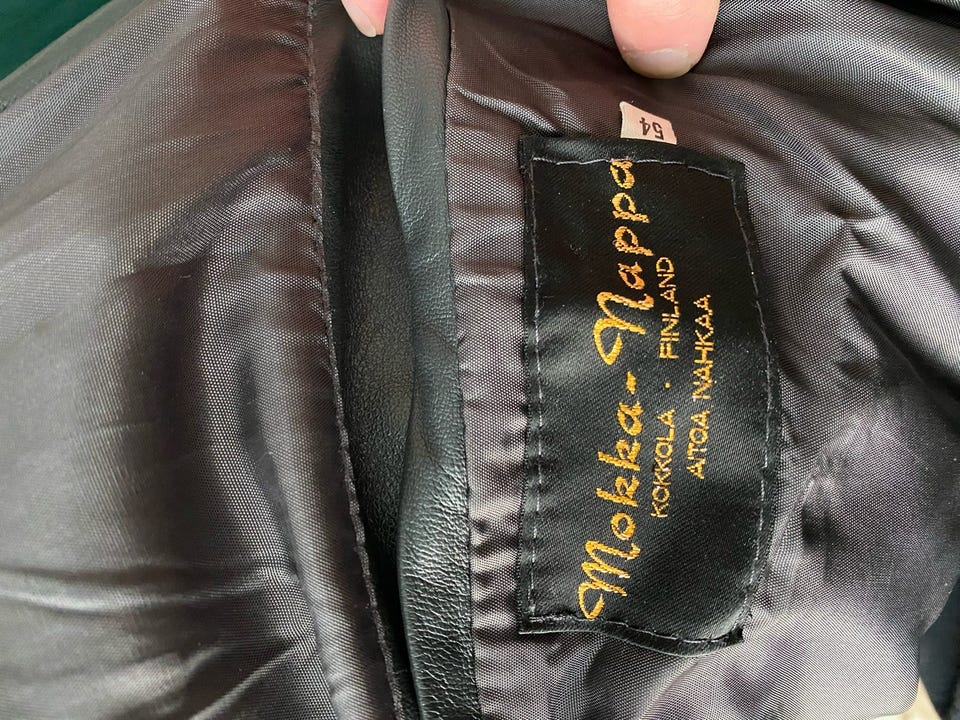 54
Mokka-Nappa
KOKKOLA . FINLAND
AITOA NAHKAA